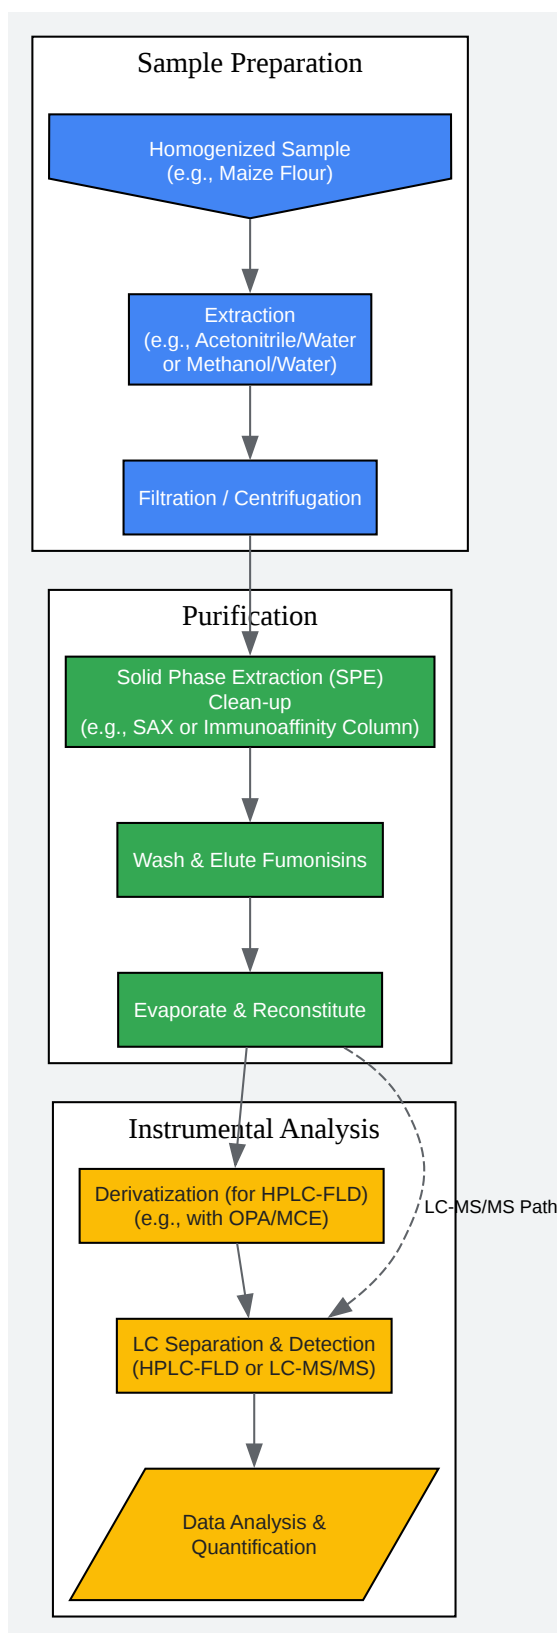 Sample Preparation
Homogenized Sample
(e.g., Maize Flour)
Extraction
(e.g., Acetonitrile/Water
or Methanol/Water)
Filtration / Centrifugation
Purification
Solid Phase Extraction (SPE)
Clean-up
(e.g., SAX or Immunoaffinity Column)
Wash & Elute Fumonisins
Evaporate & Reconstitute
Instrumental Analysis
Derivatization (for HPLC-FLD)
(e.g., with OPA/MCE)
LC-MS/MS Path
LC Separation & Detection
(HPLC-FLD or LC-MS/MS)
Data Analysis &
Quantification